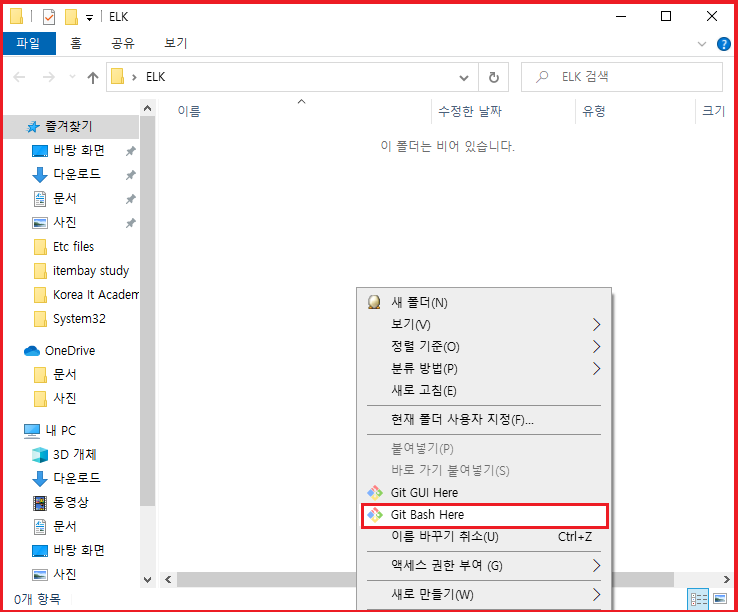 ELK
파일 홈 공유 보기
ELK
ELK 검색
이름 수정한 날짜 유형 크기
이 폴더는 비어 있습니다.
즐겨찾기
바탕 화면
다운로드
문서
사진
Etc files
itembay study
Korea It Academ
System32
OneDrive
문서
사진
내 PC
3D 개체
다운로드
동영상
문서
바탕 화면
사진
새 폴더(N)
보기(V)
정렬 기준(O)
분류 방법(P)
새로 고침(E)
현재 폴더 사용자 지정(F)...
붙여넣기(P)
바로 가기 붙여넣기(S)
Git GUI Here
Git Bash Here
이름 바꾸기 취소(U) Ctrl+Z
액세스 권한 부여 (G)
새로 만들기(W)
0개 항목